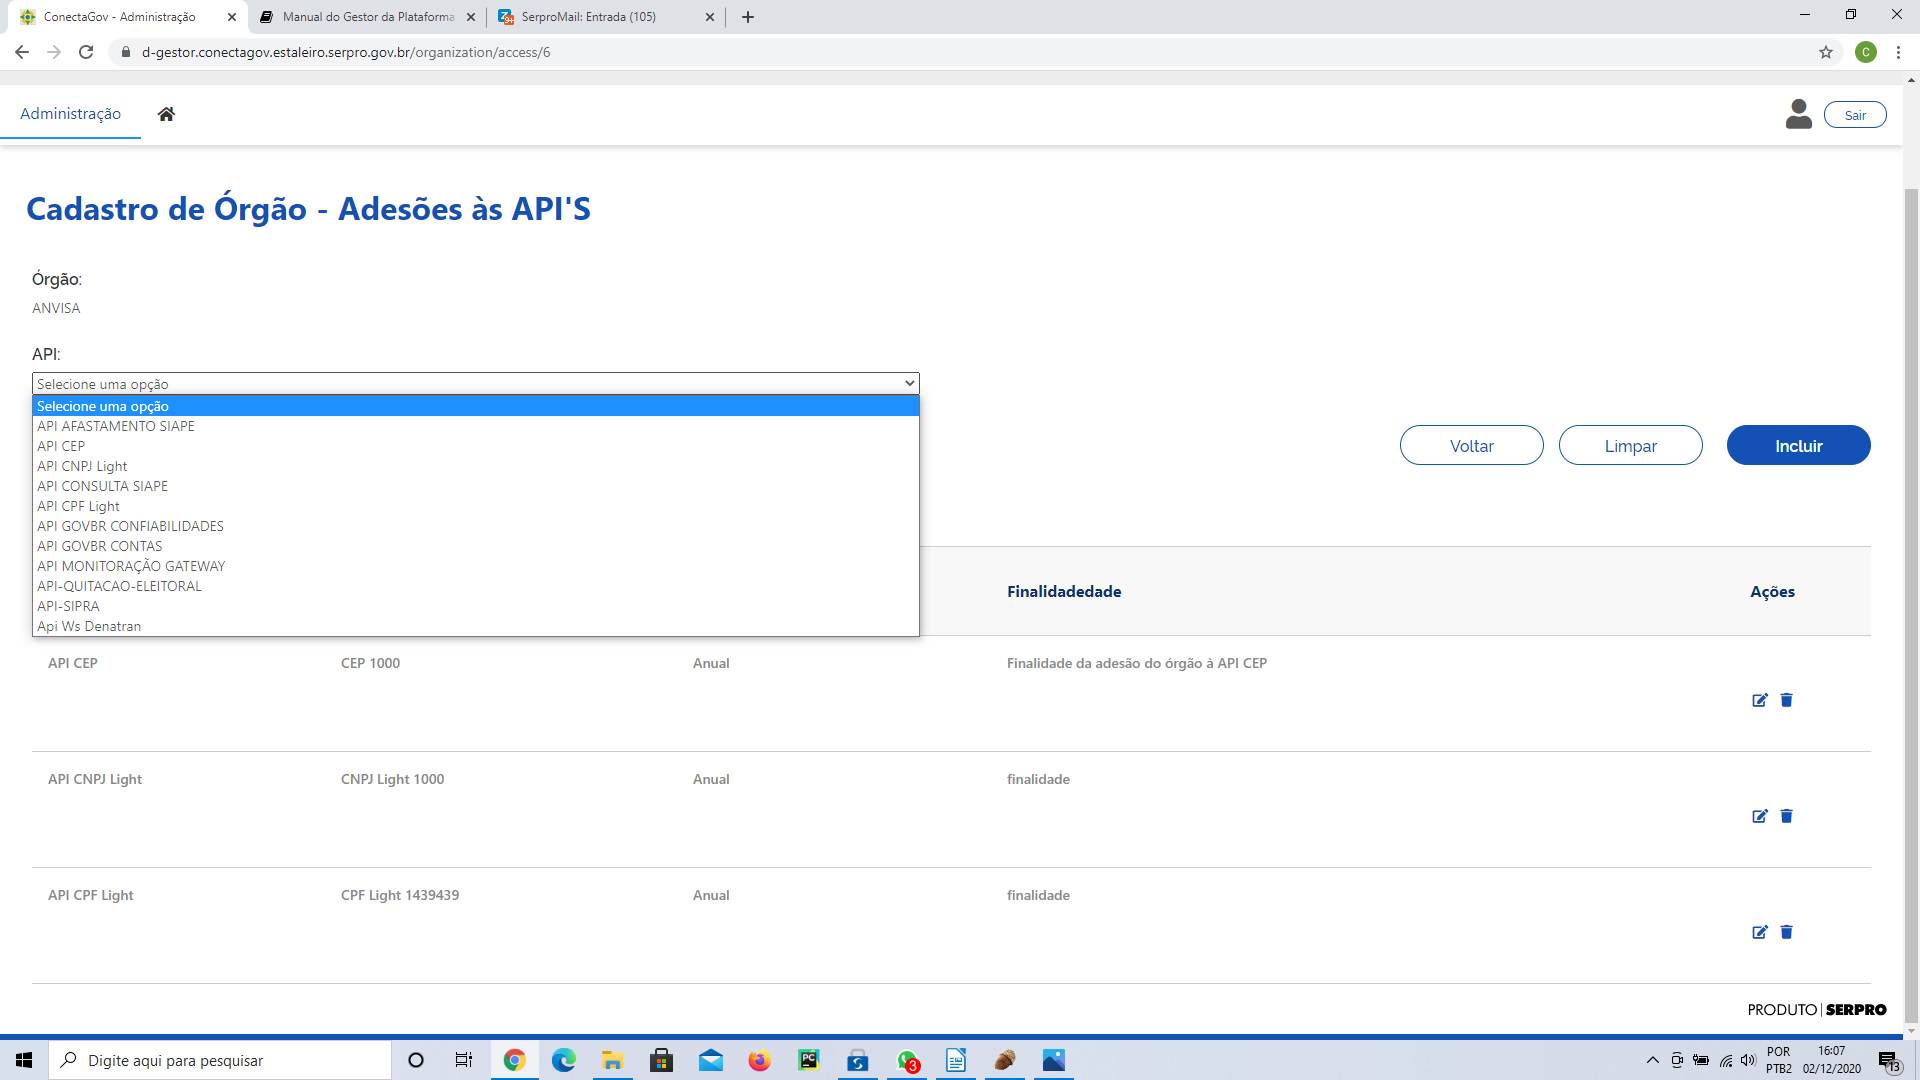 ConectaGov - Administração
Manual do Gestor da Plataforma
SerproMail: Entrada (105)
d-gestor.conectagov.estaleiro.serpro.gov.br/organization/access/6
C
Administração
Sair
Cadastro de Órgão - Adesões às API'S
Órgão:
ANVISA
API:
Selecione uma opção
Selecione uma opção
API AFASTAMENTO SIAPE
API CEP
API CNPJ Light
API CONSULTA SIAPE
API CPF Light
API GOVBR CONFIABILIDADES
API GOVBR CONTAS
API MONITORAÇÃO GATEWAY
API-QUITACAO-ELEITORAL
API-SIPRA
Api Ws Denatran
Voltar Limpar Incluir
Finalidadedade Ações
API CEP CEP 1000 Anual Finalidade da adesão do órgão à API CEP
API CNPJ Light CNPJ Light 1000 Anual finalidade
API CPF Light CPF Light 1439439 Anual finalidade
PRODUTO | SERPRO
Digite aqui para pesquisar
PC
3
POR
PTB2
16:07
02/12/2020
13